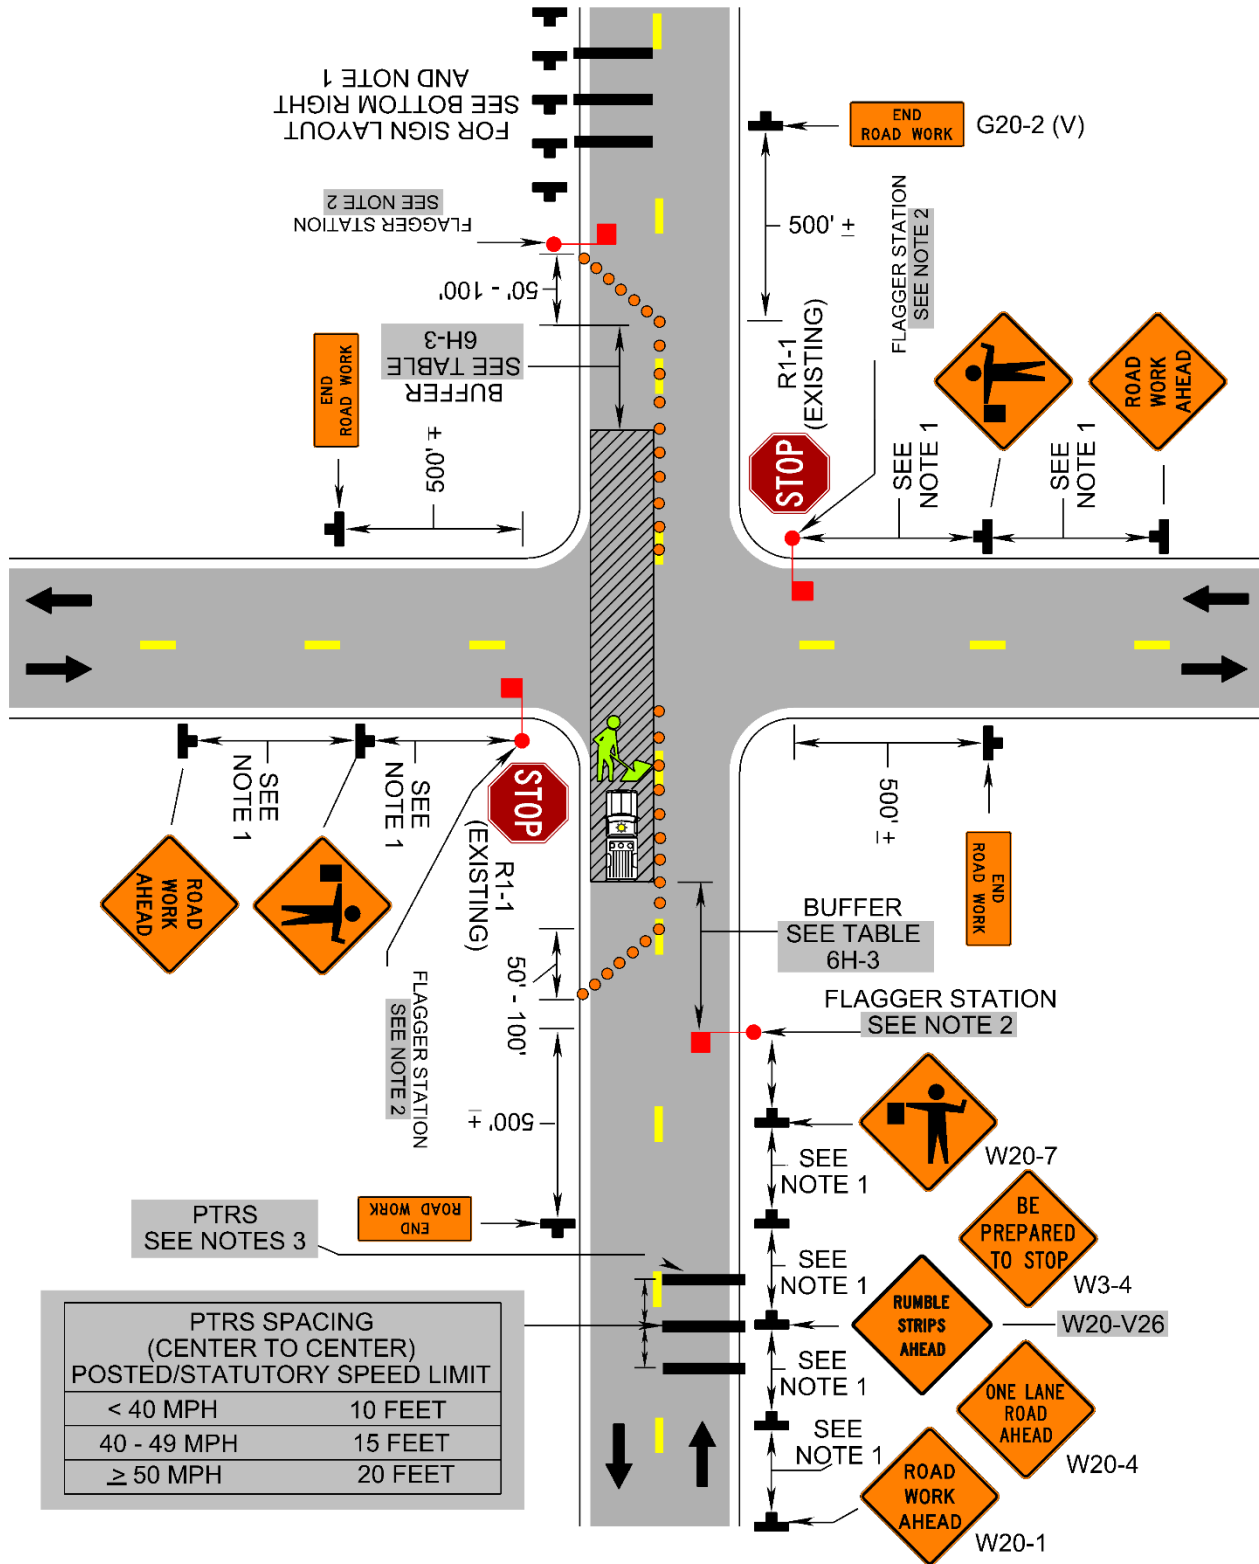 FOR SIGN LAYOUT
SEE BOTTOM RIGHT
AND NOTE 1
END
ROAD WORK
G20-2 (V)
FLAGGER STATION
SEE NOTE 2
500' ±
FLAGGER STATION
SEE NOTE 2
50' - 100'
BUFFER
SEE TABLE
6H-3
END
ROAD WORK
500' ±
R1-1
(EXISTING)
STOP
SEE
NOTE 1
SEE
NOTE 1
ROAD
WORK
AHEAD
SEE
NOTE 1
SEE
NOTE 1
ROAD
WORK
AHEAD
STOP
R1-1
(EXISTING)
FLAGGER STATION
SEE NOTE 2
50' - 100'
500' ±
500' ±
END
ROAD WORK
BUFFER
SEE TABLE
6H-3
FLAGGER STATION
SEE NOTE 2
W20-7
SEE
NOTE 1
BE
PREPARED
TO STOP
W3-4
SEE
NOTE 1
RUMBLE
STRIPS
AHEAD
W20-V26
SEE
NOTE 1
ONE LANE
ROAD
AHEAD
W20-4
SEE
NOTE 1
ROAD
WORK
AHEAD
W20-1
END
ROAD WORK
PTRS
SEE NOTES 3
PTRS SPACING
(CENTER TO CENTER)
POSTED/STATUTORY SPEED LIMIT
< 40 MPH 10 FEET
40 - 49 MPH 15 FEET
≥ 50 MPH 20 FEET